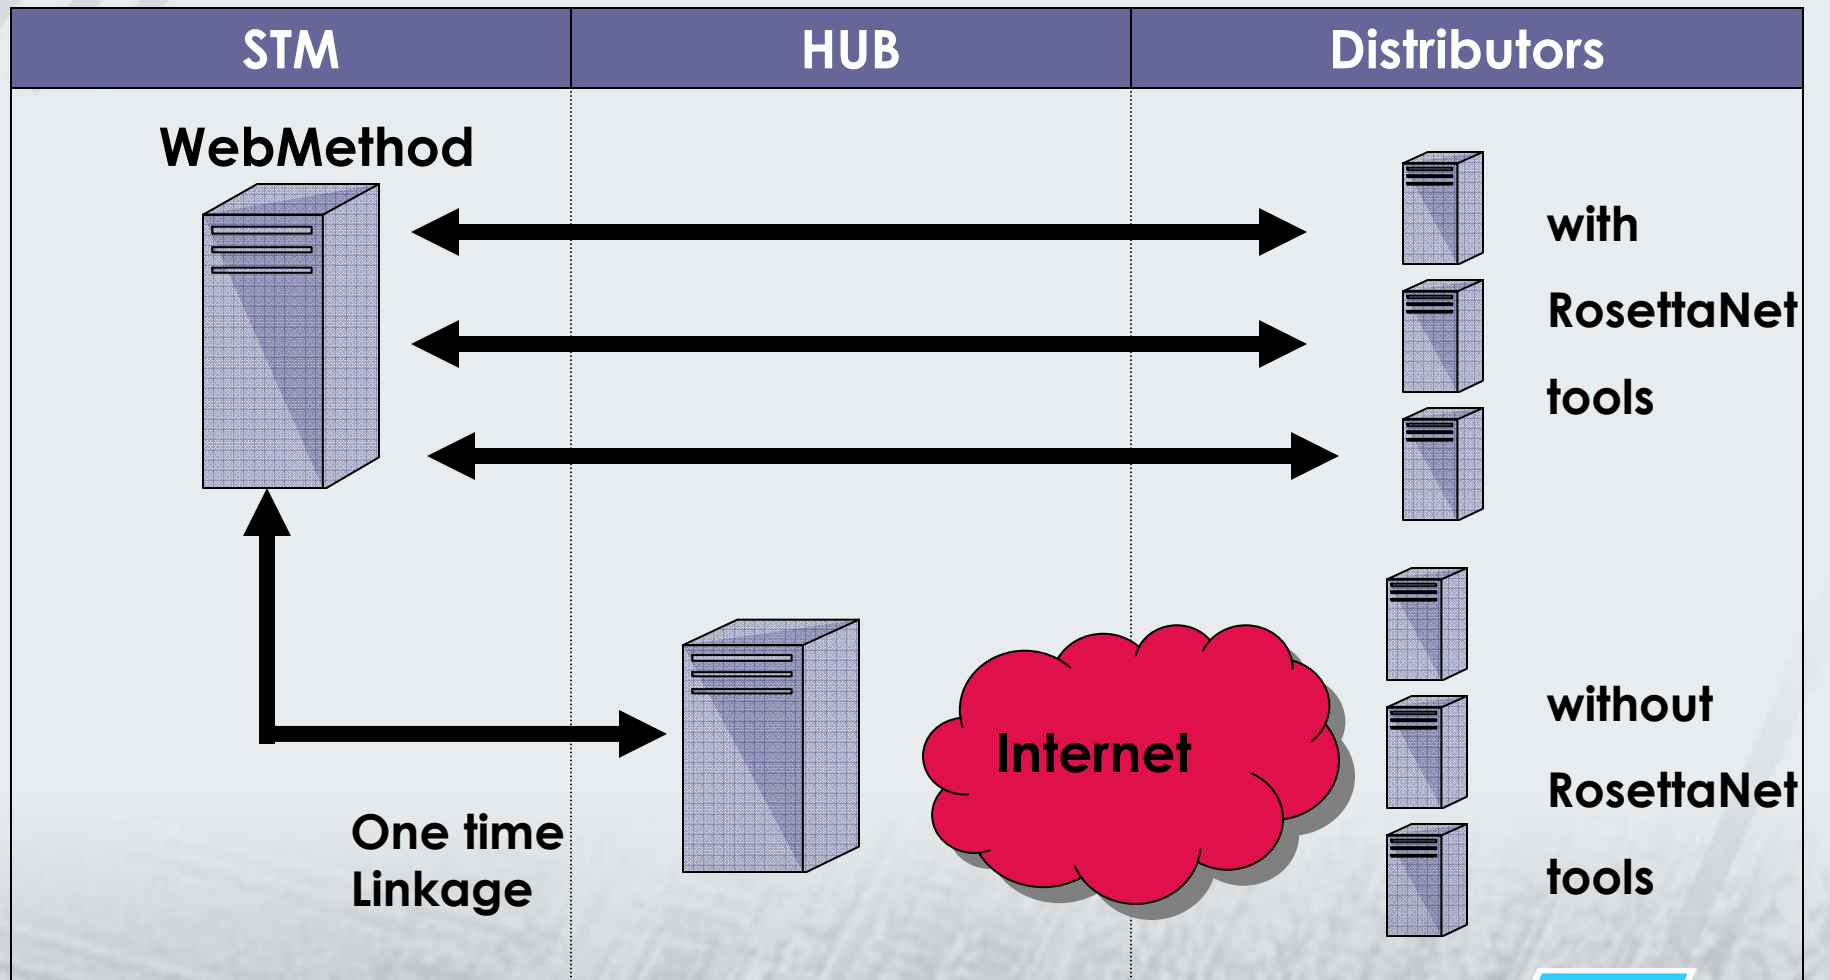 STM
HUB
Distributors
WebMethod
with
RosettaNet
tools
Internet
without
RosettaNet
tools
One time
Linkage